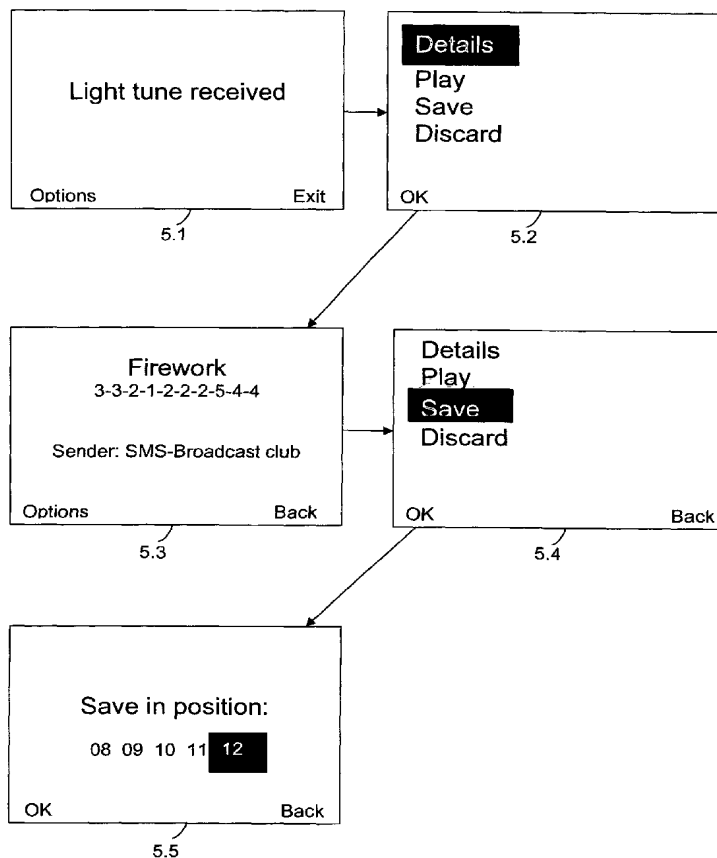 Light tune received
Options Exit
5.1
Details
Play
Save
Discard
OK
5.2
Firework
3-3-2-1-2-2-2-5-4-4
Sender: SMS-Broadcast club
Options Back
5.3
Details
Play
Save
Discard
OK Back
5.4
Save in position:
08 09 10 11 12
OK Back
5.5